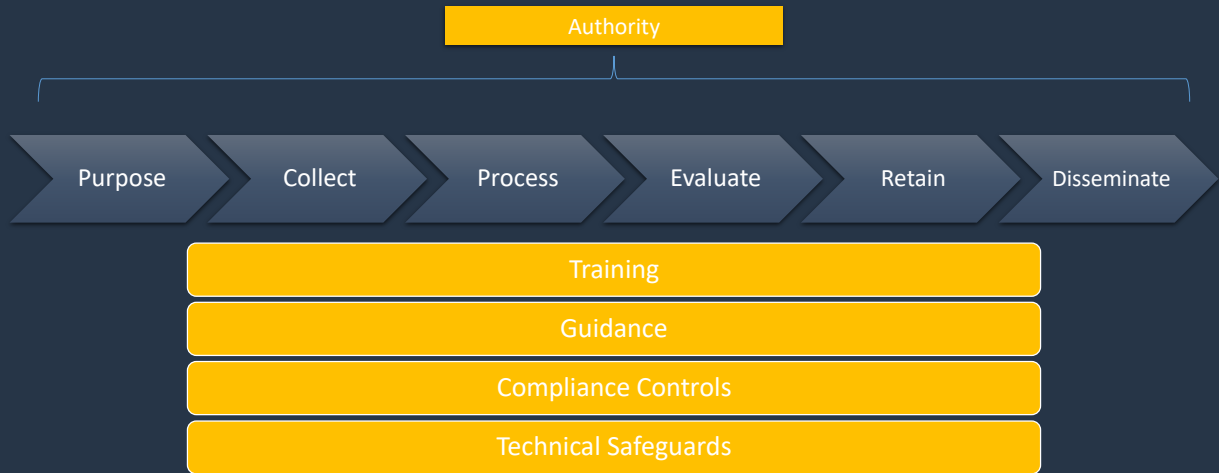 Authority
Purpose
Collect
Process
Evaluate
Retain
Disseminate
Training
Guidance
Compliance Controls
Technical Safeguards